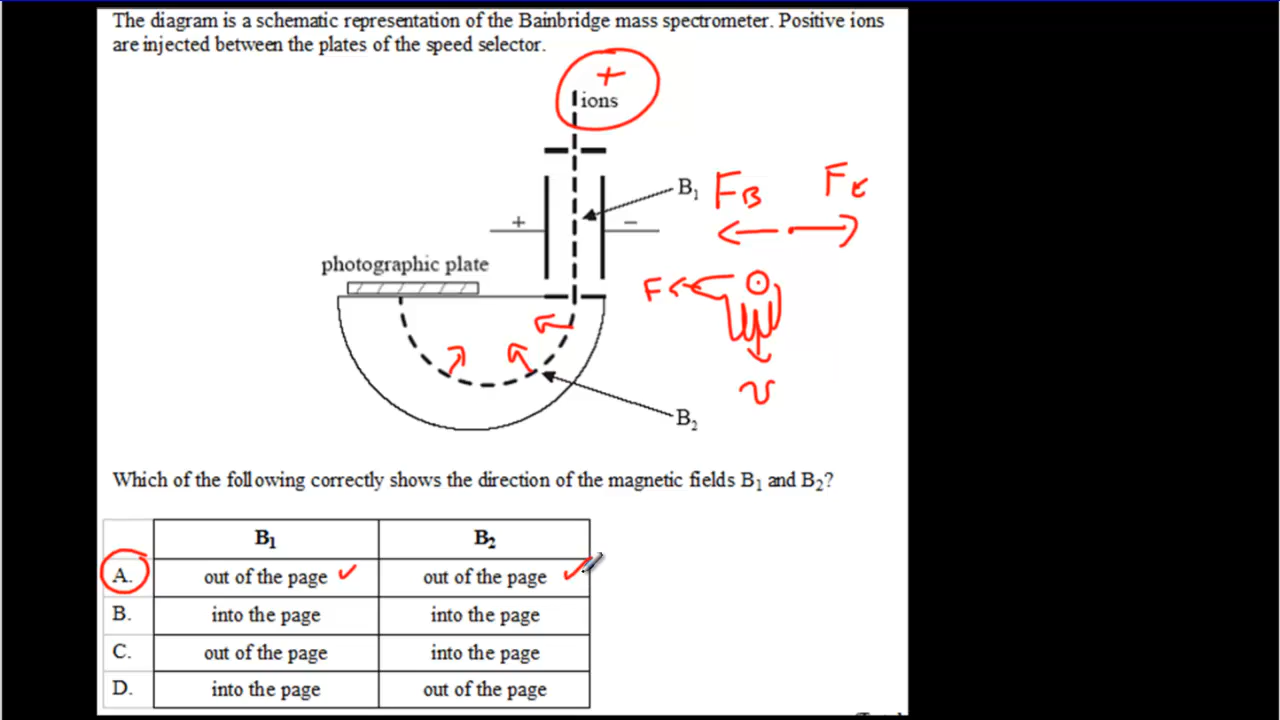 The diagram is a schematic representation of the Bainbridge mass spectrometer. Positive ions
are injected between the plates of the speed selector.
+
ions
B₁
F_B
F_E
+
−
photographic plate
F
v
B₂
Which of the following correctly shows the direction of the magnetic fields B₁ and B₂?
B₁ B₂
A. out of the page out of the page
B. into the page into the page
C. out of the page into the page
D. into the page out of the page